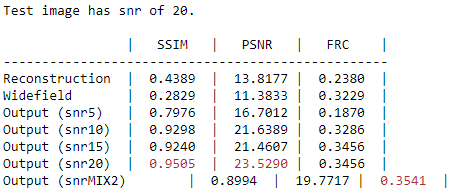 Test image has snr of 20.
| SSIM | PSNR | FRC |
------------------------------------------------
Reconstruction | 0.4389 | 13.8177 | 0.2380 |
Widefield | 0.2829 | 11.3833 | 0.3229 |
Output (snr5) | 0.7976 | 16.7012 | 0.1870 |
Output (snr10) | 0.9298 | 21.6389 | 0.3286 |
Output (snr15) | 0.9240 | 21.4607 | 0.3456 |
Output (snr20) | 0.9505 | 23.5290 | 0.3456 |
Output (snrMIX2) | 0.8994 | 19.7717 | 0.3541 |